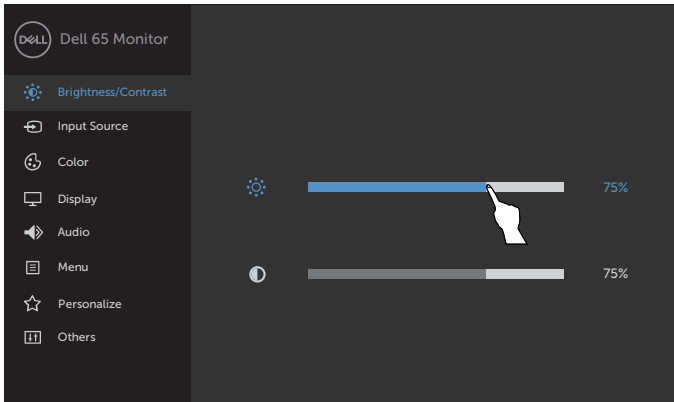 DELL
Dell 65 Monitor
Brightness/Contrast
Input Source
Color
Display
Audio
Menu
Personalize
Others
75%
75%